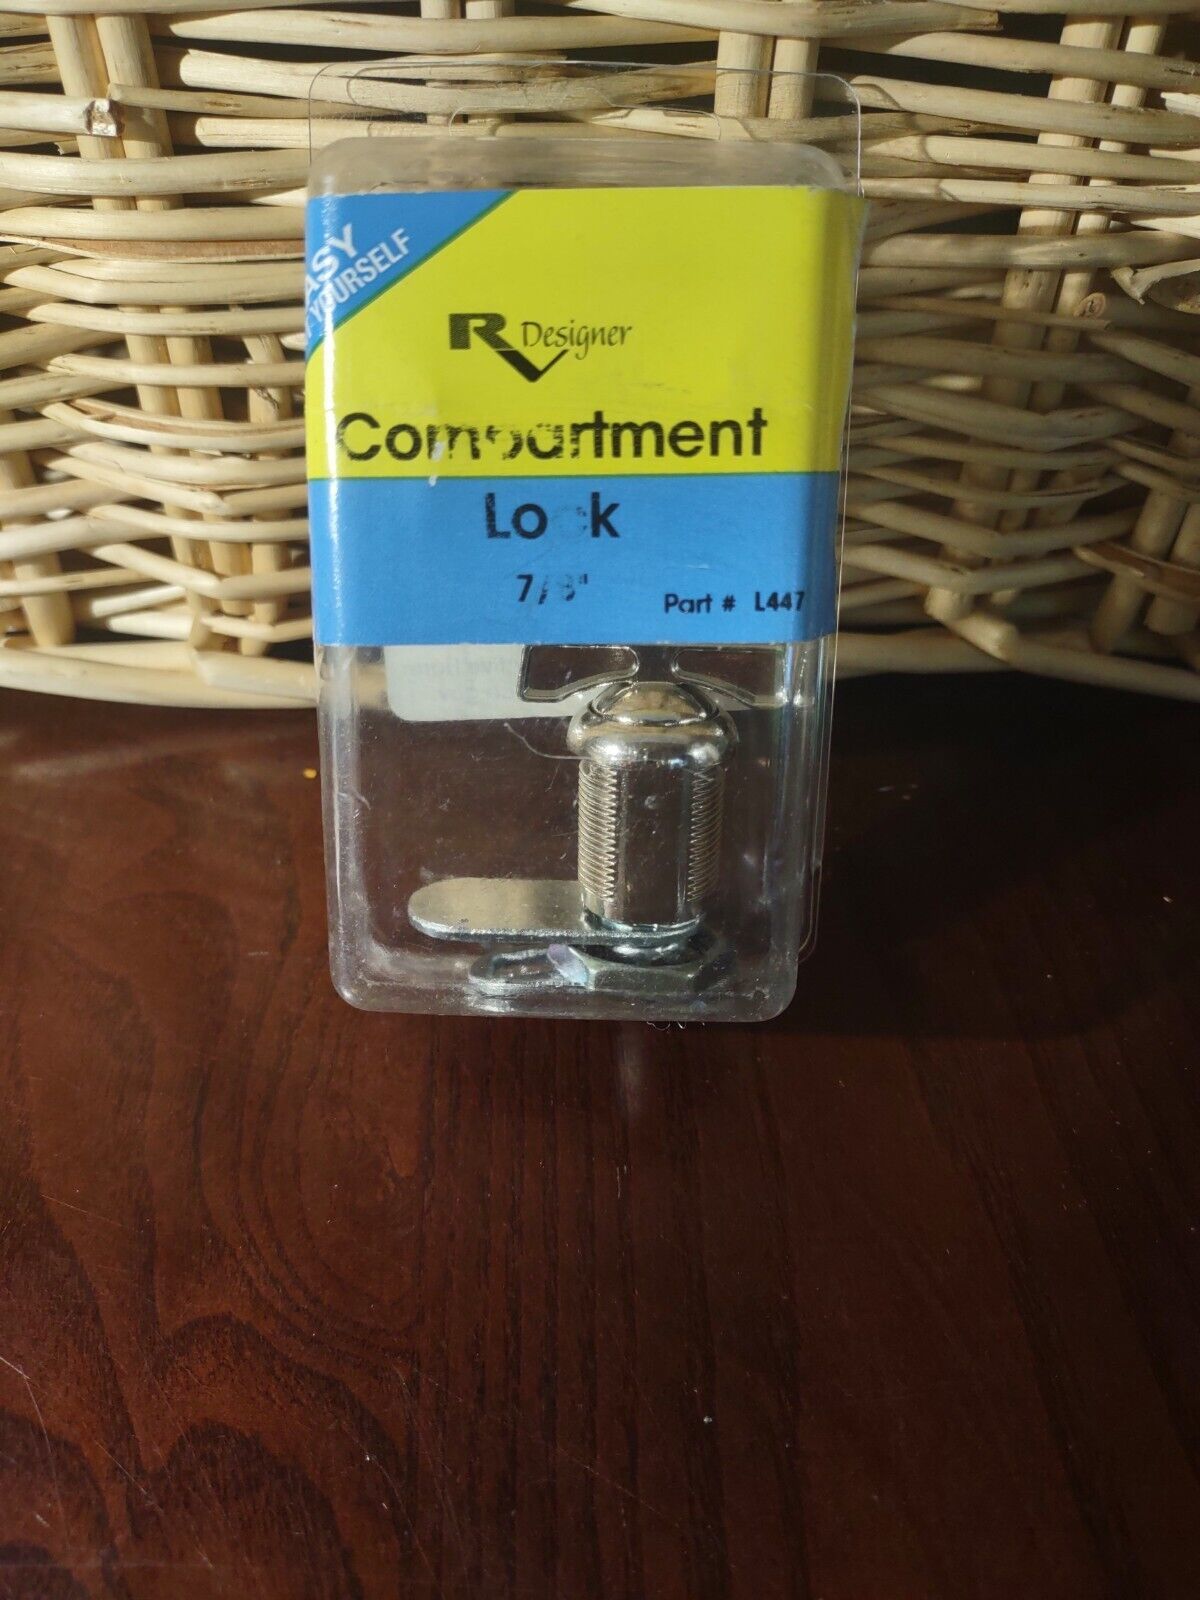 ASY
YOURSELF
RV Designer
Compartment
Lock
7/8"
Part # L447